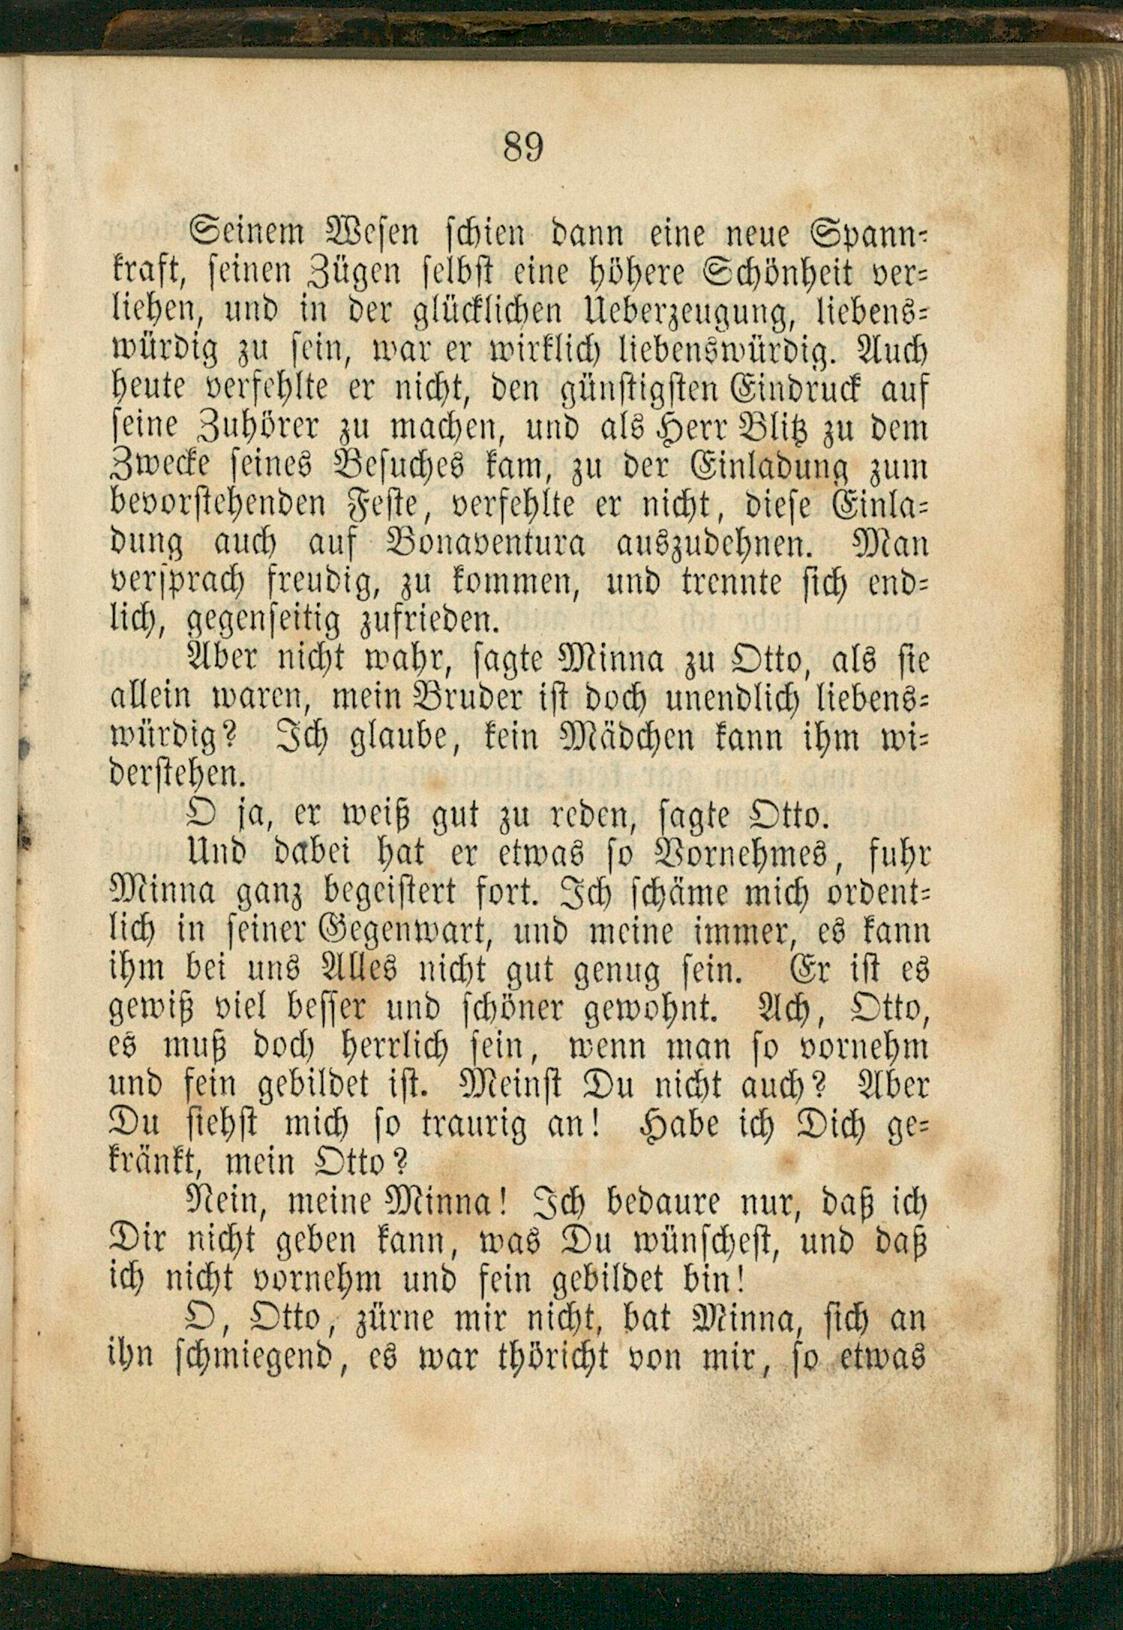 89
Seinem Wesen schien dann eine neue Spann-
kraft, seinen Zügen selbst eine höhere Schönheit ver-
liehen, und in der glücklichen Ueberzeugung, liebens-
würdig zu sein, war er wirklich liebenswürdig. Auch
heute verfehlte er nicht, den günstigsten Eindruck auf
seine Zuhörer zu machen, und als Herr Blitz zu dem
Zwecke seines Besuches kam, zu der Einladung zum
bevorstehenden Feste, verfehlte er nicht, diese Einla-
dung auch auf Bonaventura auszudehnen. Man
versprach freudig, zu kommen, und trennte sich end-
lich, gegenseitig zufrieden.
Aber nicht wahr, sagte Minna zu Otto, als sie
allein waren, mein Bruder ist doch unendlich liebens-
würdig? Ich glaube, kein Mädchen kann ihm wi-
derstehen.
O ja, er weiß gut zu reden, sagte Otto.
Und dabei hat er etwas so Vornehmes, fuhr
Minna ganz begeistert fort. Ich schäme mich ordent-
lich in seiner Gegenwart, und meine immer, es kann
ihm bei uns Alles nicht gut genug sein. Er ist es
gewiß viel besser und schöner gewohnt. Ach, Otto,
es muß doch herrlich sein, wenn man so vornehm
und fein gebildet ist. Meinst Du nicht auch? Aber
Du siehst mich so traurig an! Habe ich Dich ge-
kränkt, mein Otto?
Nein, meine Minna! Ich bedaure nur, daß ich
Dir nicht geben kann, was Du wünschest, und daß
ich nicht vornehm und fein gebildet bin!
O, Otto, zürne mir nicht, bat Minna, sich an
ihn schmiegend, es war thöricht von mir, so etwas